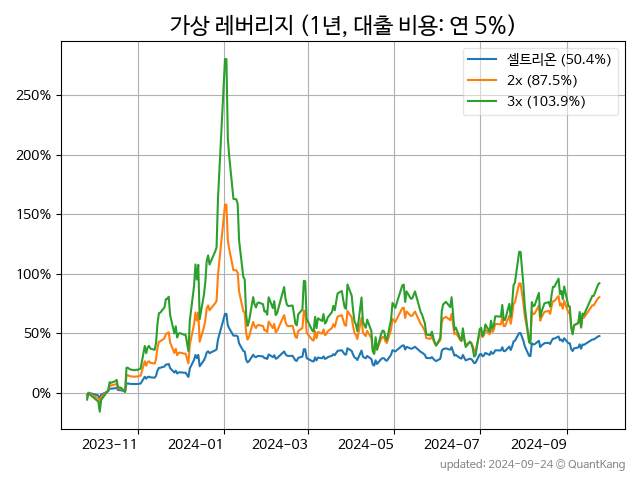 가상 레버리지 (1년, 대출 비용: 연 5%)
셀트리온 (50.4%)
2x (87.5%)
3x (103.9%)
250%
200%
150%
100%
50%
0%
2023-11 2024-01 2024-03 2024-05 2024-07 2024-09
updated: 2024-09-24 © QuantKang